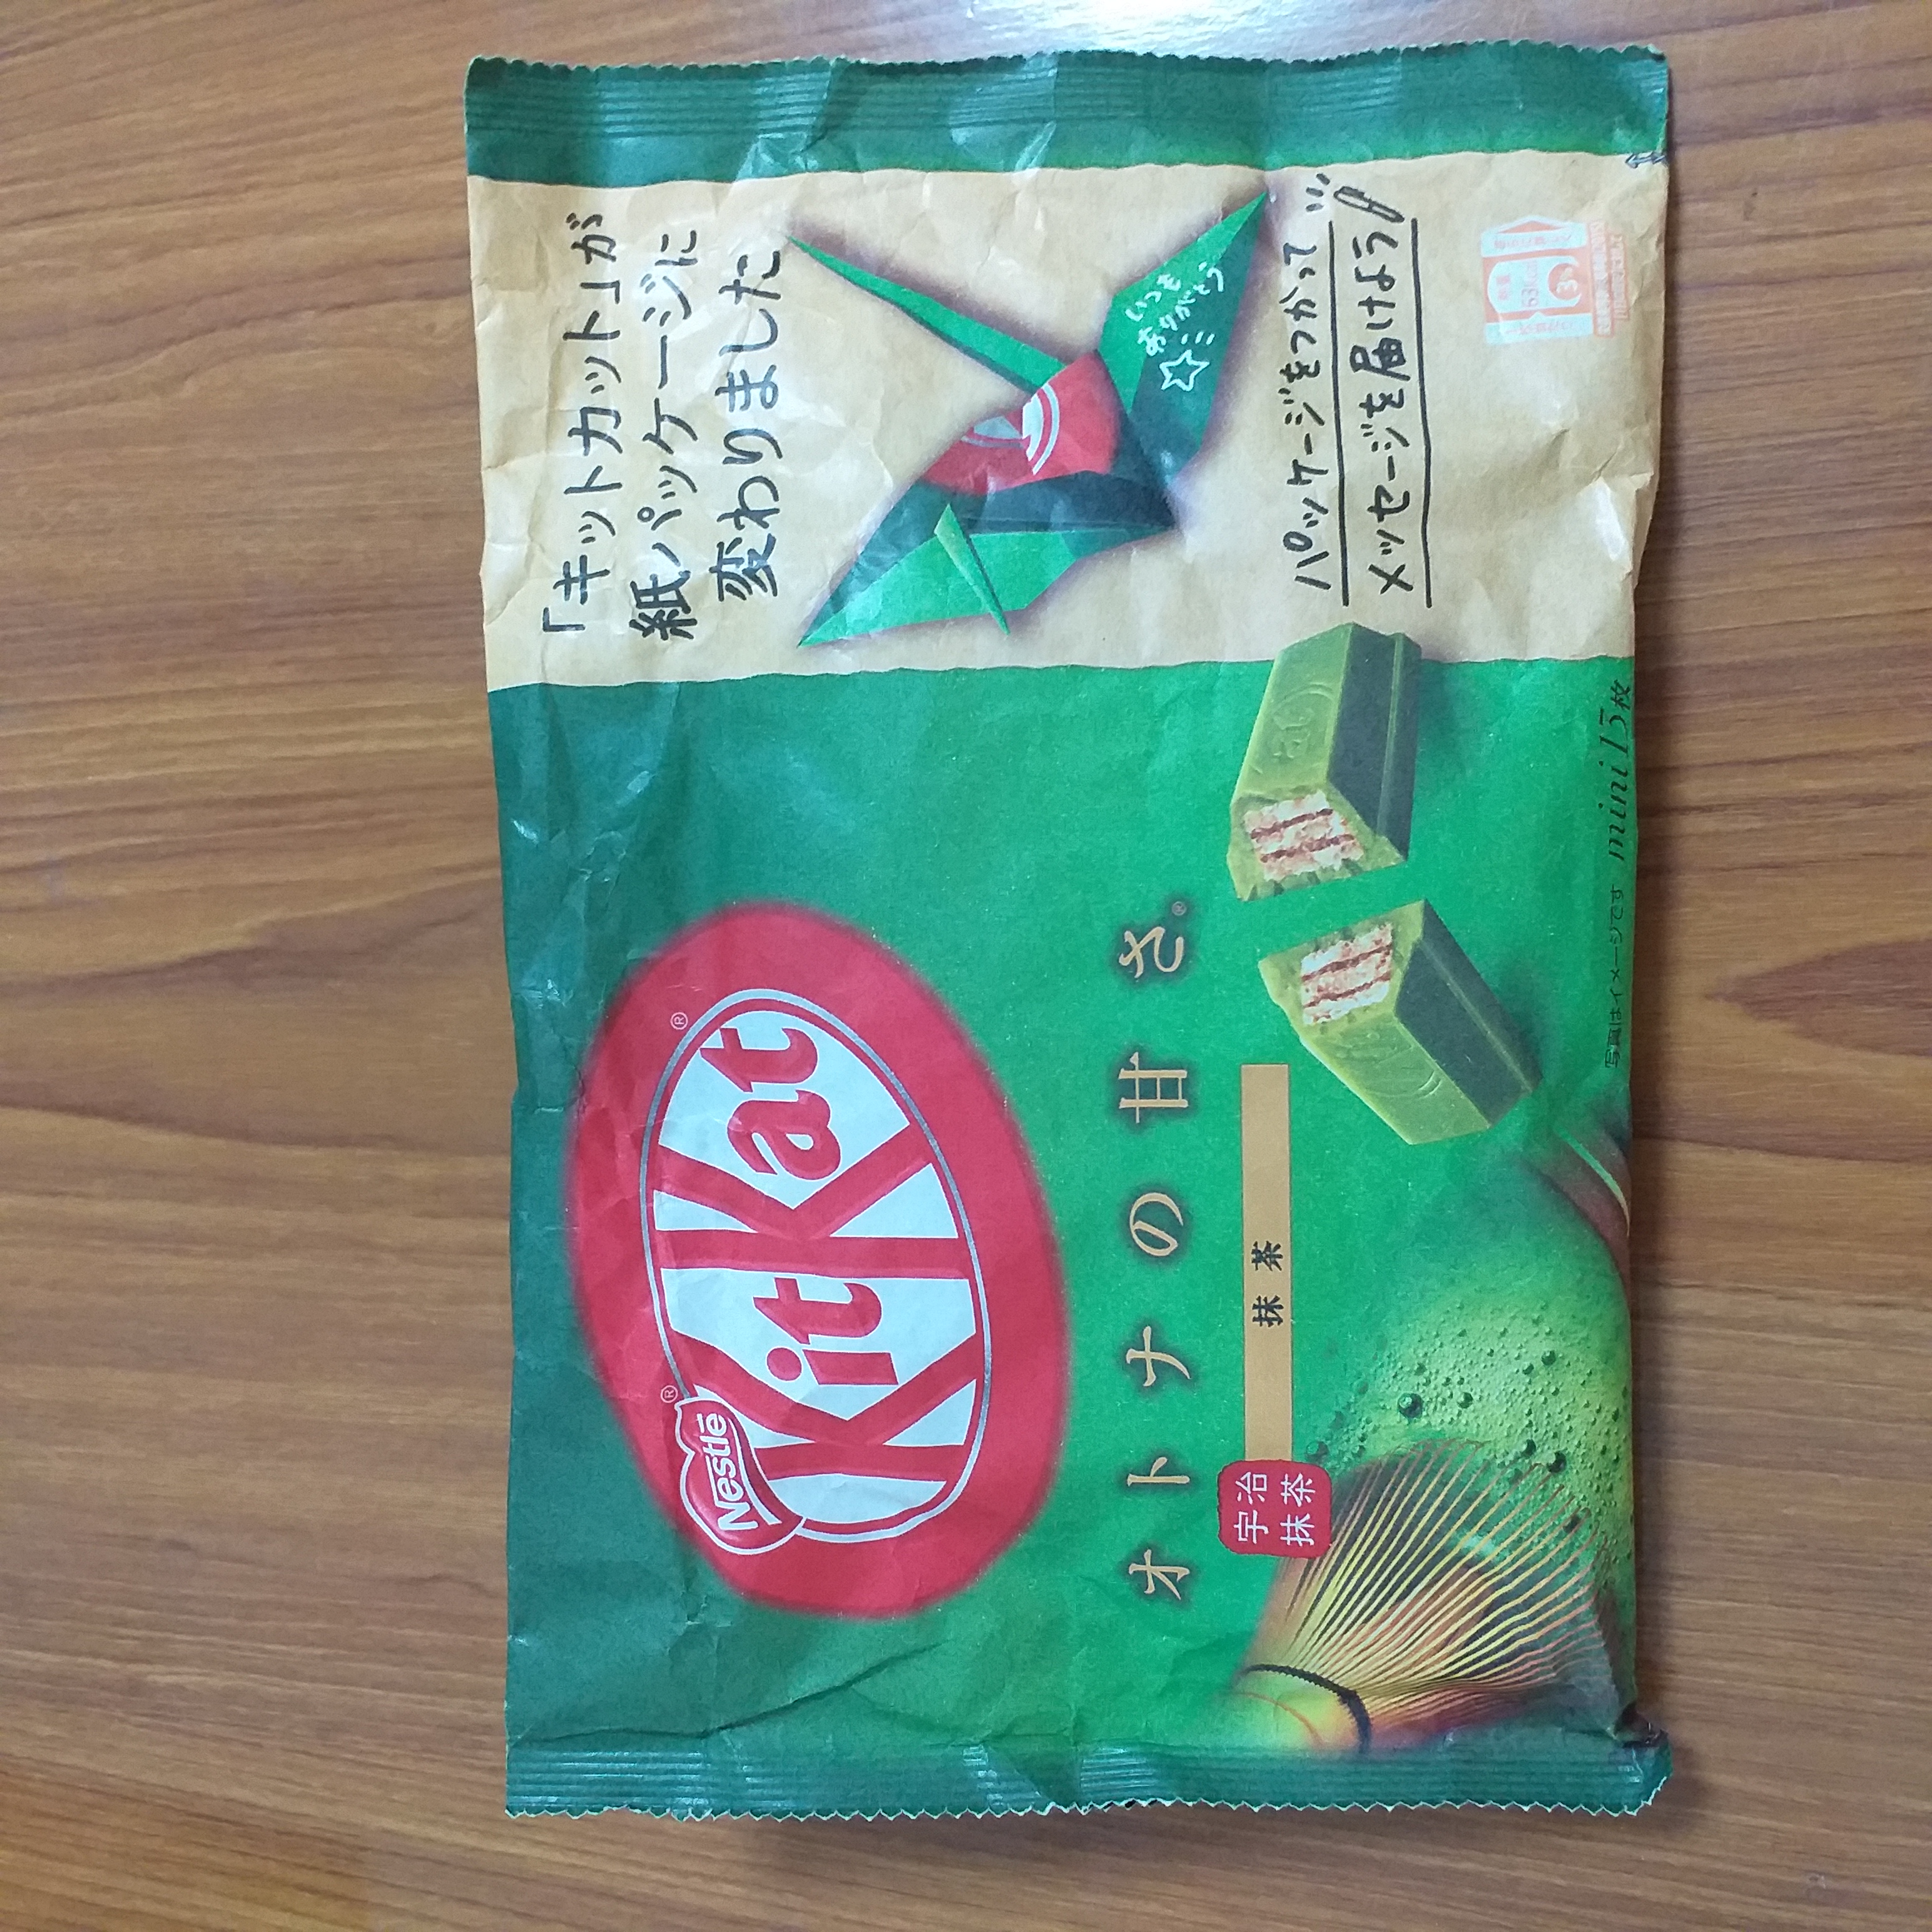 Nestlé®
KitKat®
オトナの甘さ。®
抹茶
宇治
抹茶
写真はイメージです mini 13枚
「キットカット」が
紙パッケージに
変わりました
いつも
ありがとう
パッケージをつかって
メッセージを届けよう